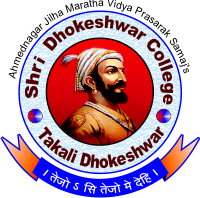 Ahmednagar Jilha Maratha Vidya Prasarak Samaj's
Shri Dhokeshwar College
Takali Dhokeshwar
। तेजो ऽ सि तेजो मे देहि ।